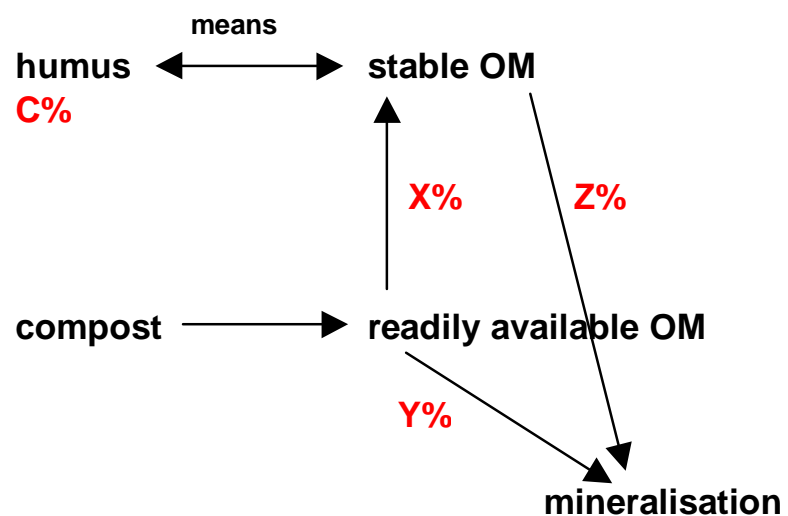 means
humus
stable OM
C%
X%
Z%
compost
readily available OM
Y%
mineralisation